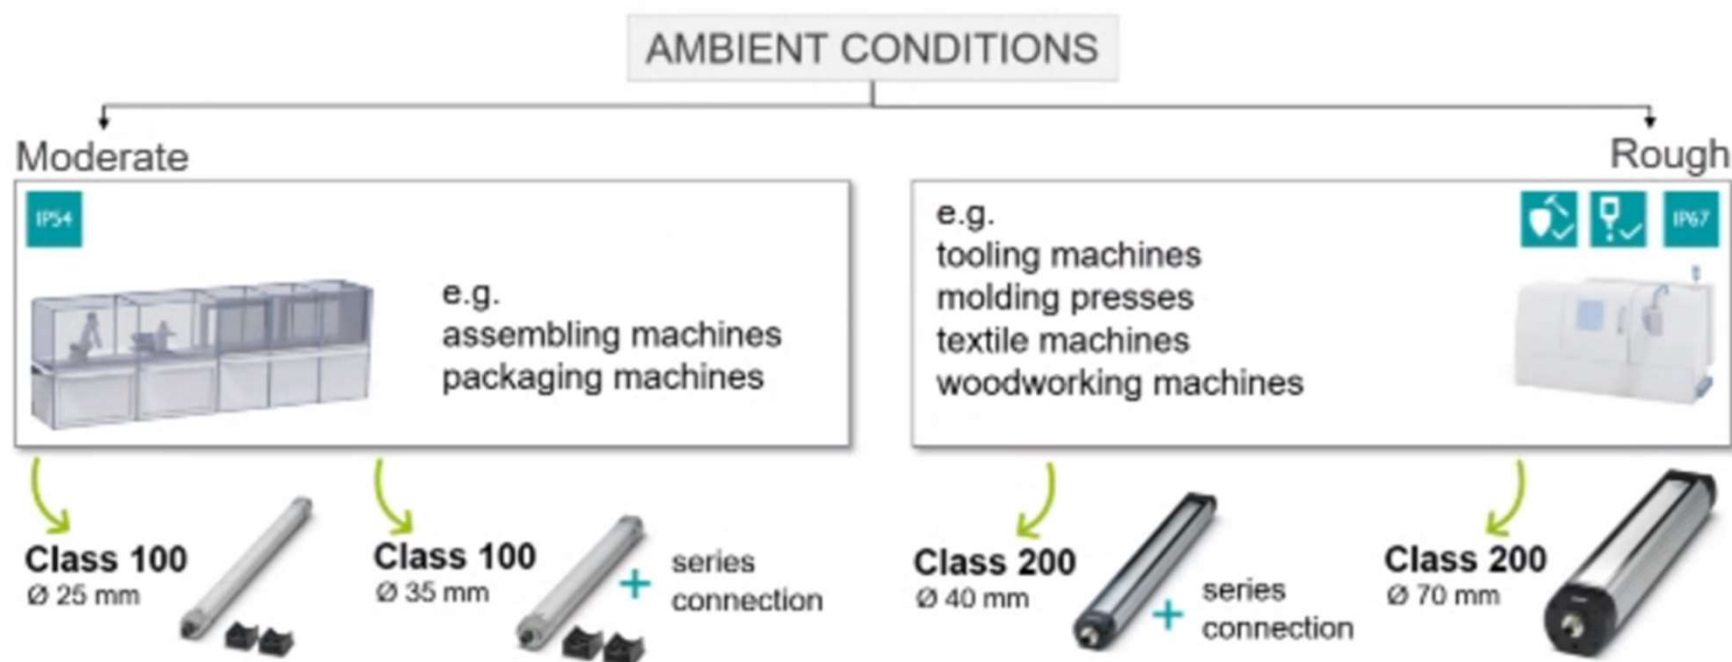 AMBIENT CONDITIONS
Moderate
IP54
e.g.
assembling machines
packaging machines
Class 100
Ø 25 mm
Class 100
Ø 35 mm
+
series
connection
Rough
e.g.
tooling machines
molding presses
textile machines
woodworking machines
IP67
Class 200
Ø 40 mm
+
series
connection
Class 200
Ø 70 mm